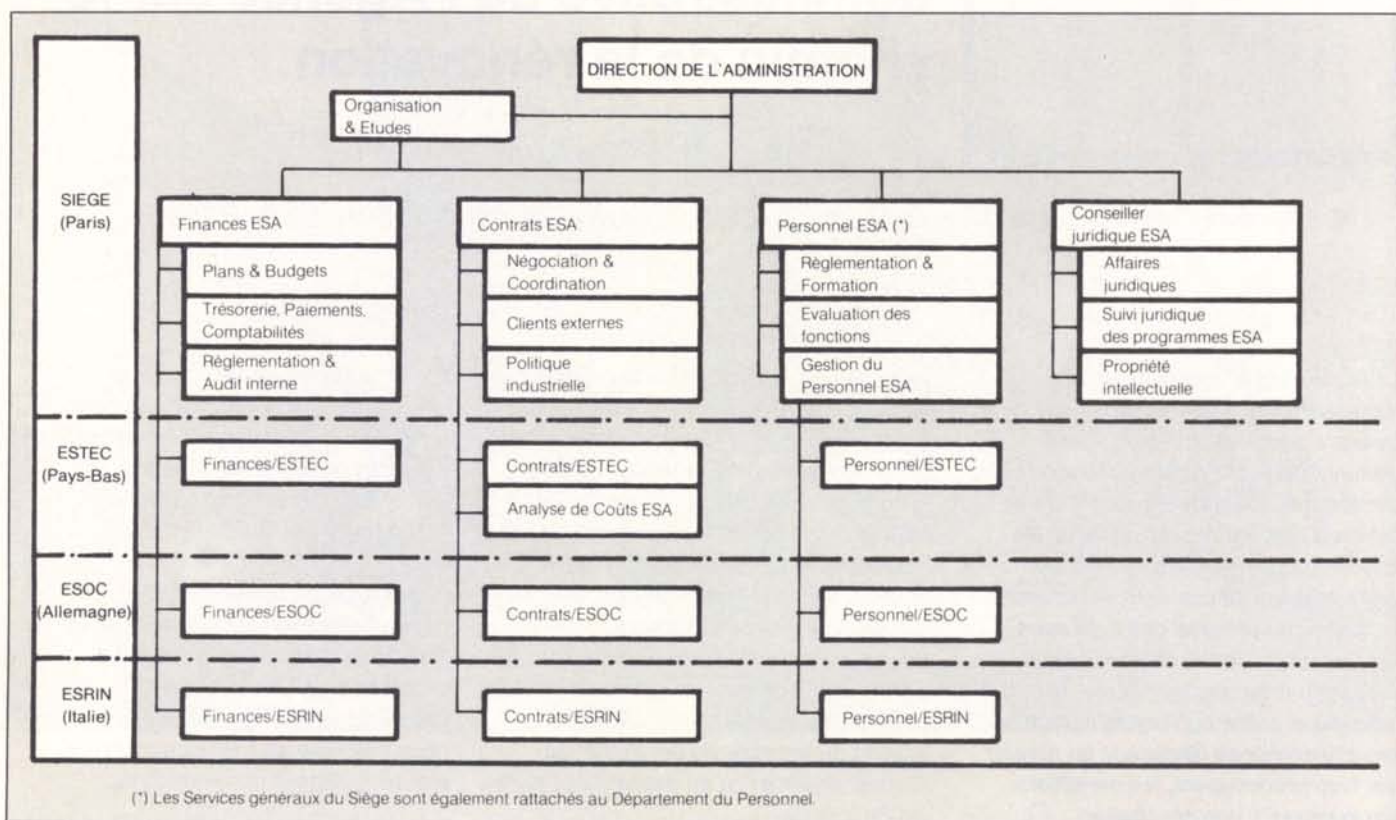 DIRECTION DE L'ADMINISTRATION
Organisation
& Etudes
SIEGE
(Paris)
Finances ESA
Plans & Budgets
Trésorerie, Paiements,
Comptabilités
Règlementation &
Audit interne
Contrats ESA
Négociation &
Coordination
Clients externes
Politique
industrielle
Personnel ESA (*)
Règlementation &
Formation
Evaluation des
fonctions
Gestion du
Personnel ESA
Conseiller
juridique ESA
Affaires
juridiques
Suivi juridique
des programmes ESA
Propriété
intellectuelle
ESTEC
(Pays-Bas)
Finances/ESTEC
Contrats/ESTEC
Analyse de Coûts ESA
Personnel/ESTEC
ESOC
(Allemagne)
Finances/ESOC
Contrats/ESOC
Personnel/ESOC
ESRIN
(Italie)
Finances/ESRIN
Contrats/ESRIN
Personnel/ESRIN
(*) Les Services généraux du Siège sont également rattachés au Département du Personnel.